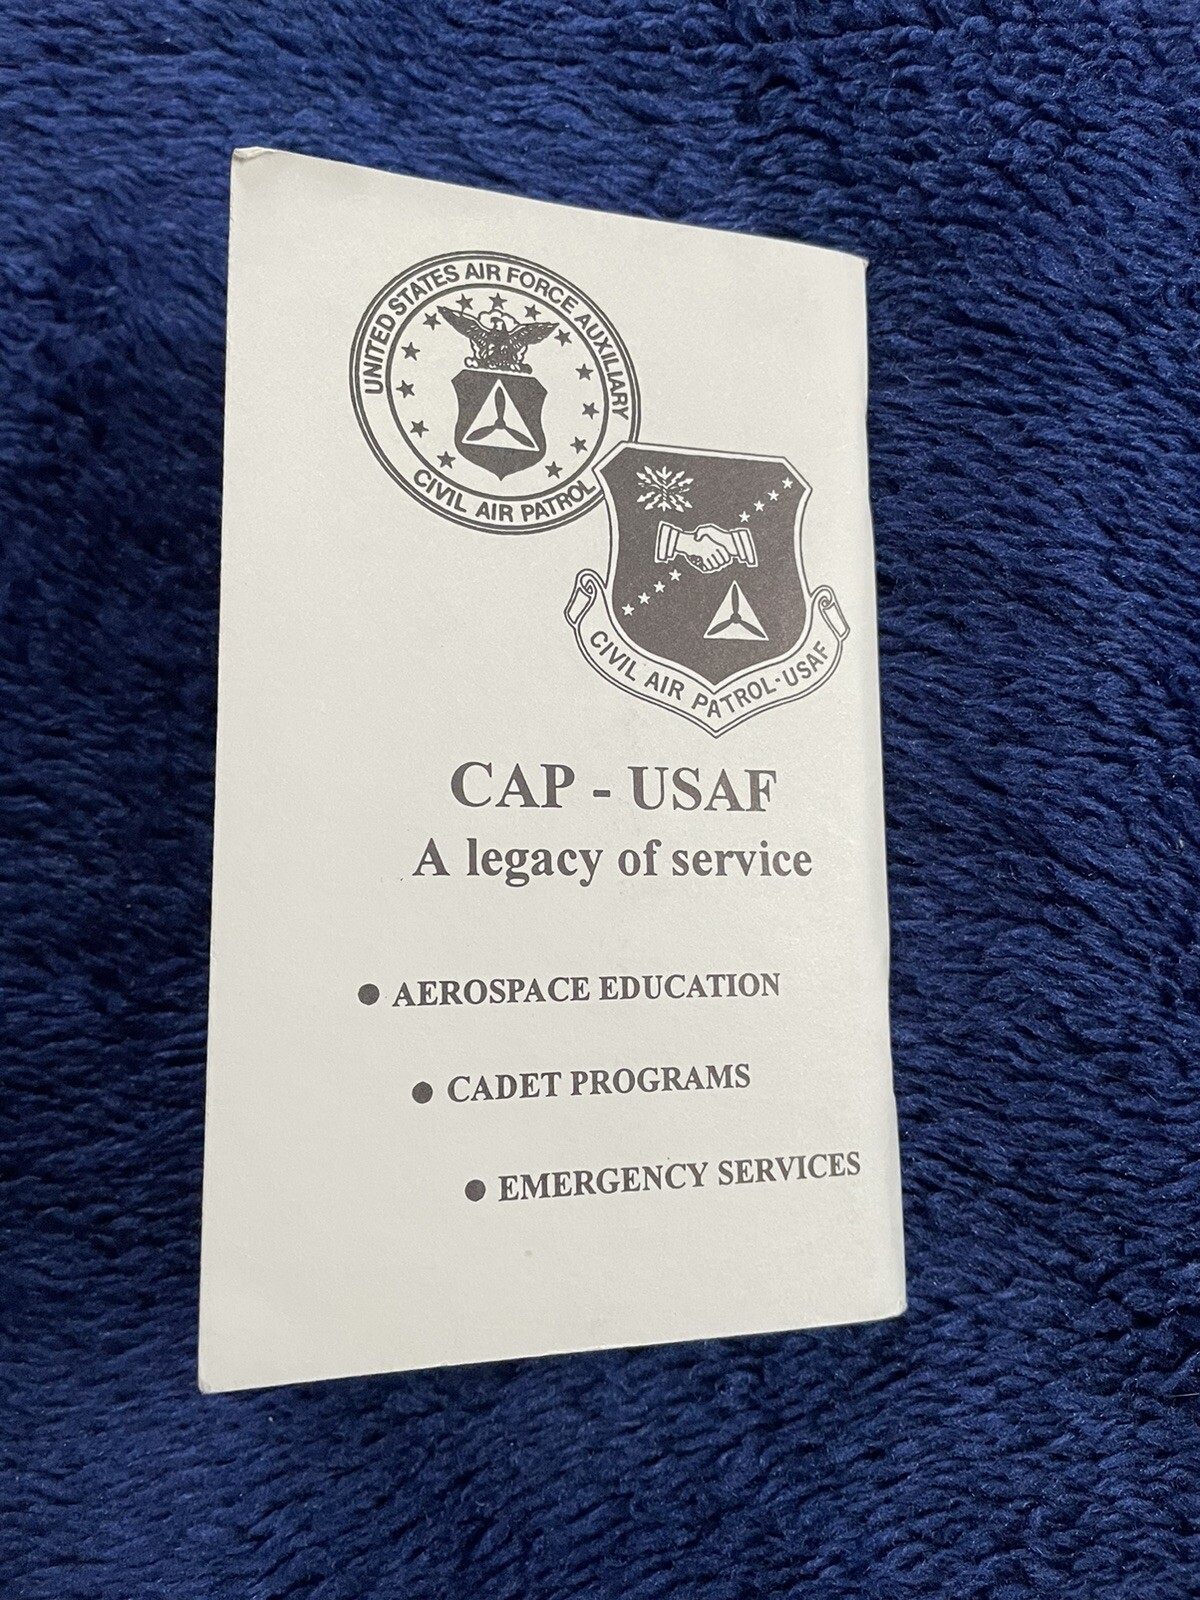 UNITED STATES AIR FORCE AUXILIARY
CIVIL AIR PATROL
CIVIL AIR PATROL-USAF
CAP - USAF
A legacy of service
● AEROSPACE EDUCATION
● CADET PROGRAMS
● EMERGENCY SERVICES